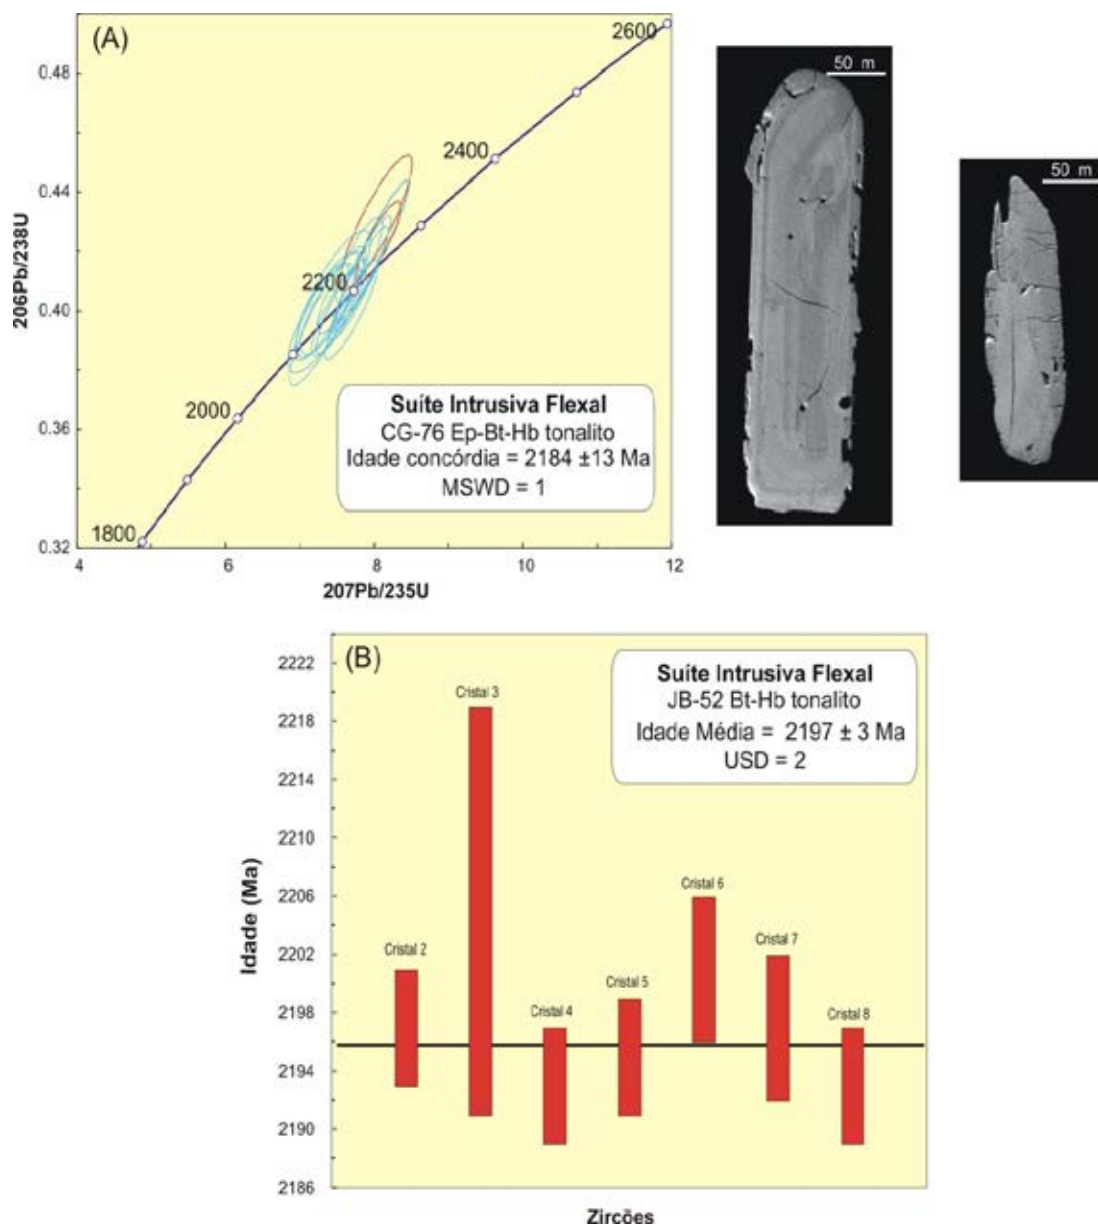 (A)
2600
2400
2200
2000
1800
0.48
0.44
0.40
0.36
0.32
206Pb/238U
4
6
8
10
12
207Pb/235U
Suíte Intrusiva Flexal
CG-76 Ep-Bt-Hb tonalito
Idade concórdia = 2184 ±13 Ma
MSWD = 1
50 m
50 m
(B)
2222
2218
2214
2210
2206
2202
2198
2194
2190
2186
Idade (Ma)
Suíte Intrusiva Flexal
JB-52 Bt-Hb tonalito
Idade Média = 2197 ± 3 Ma
USD = 2
Cristal 2
Cristal 3
Cristal 4
Cristal 5
Cristal 6
Cristal 7
Cristal 8
Zircões